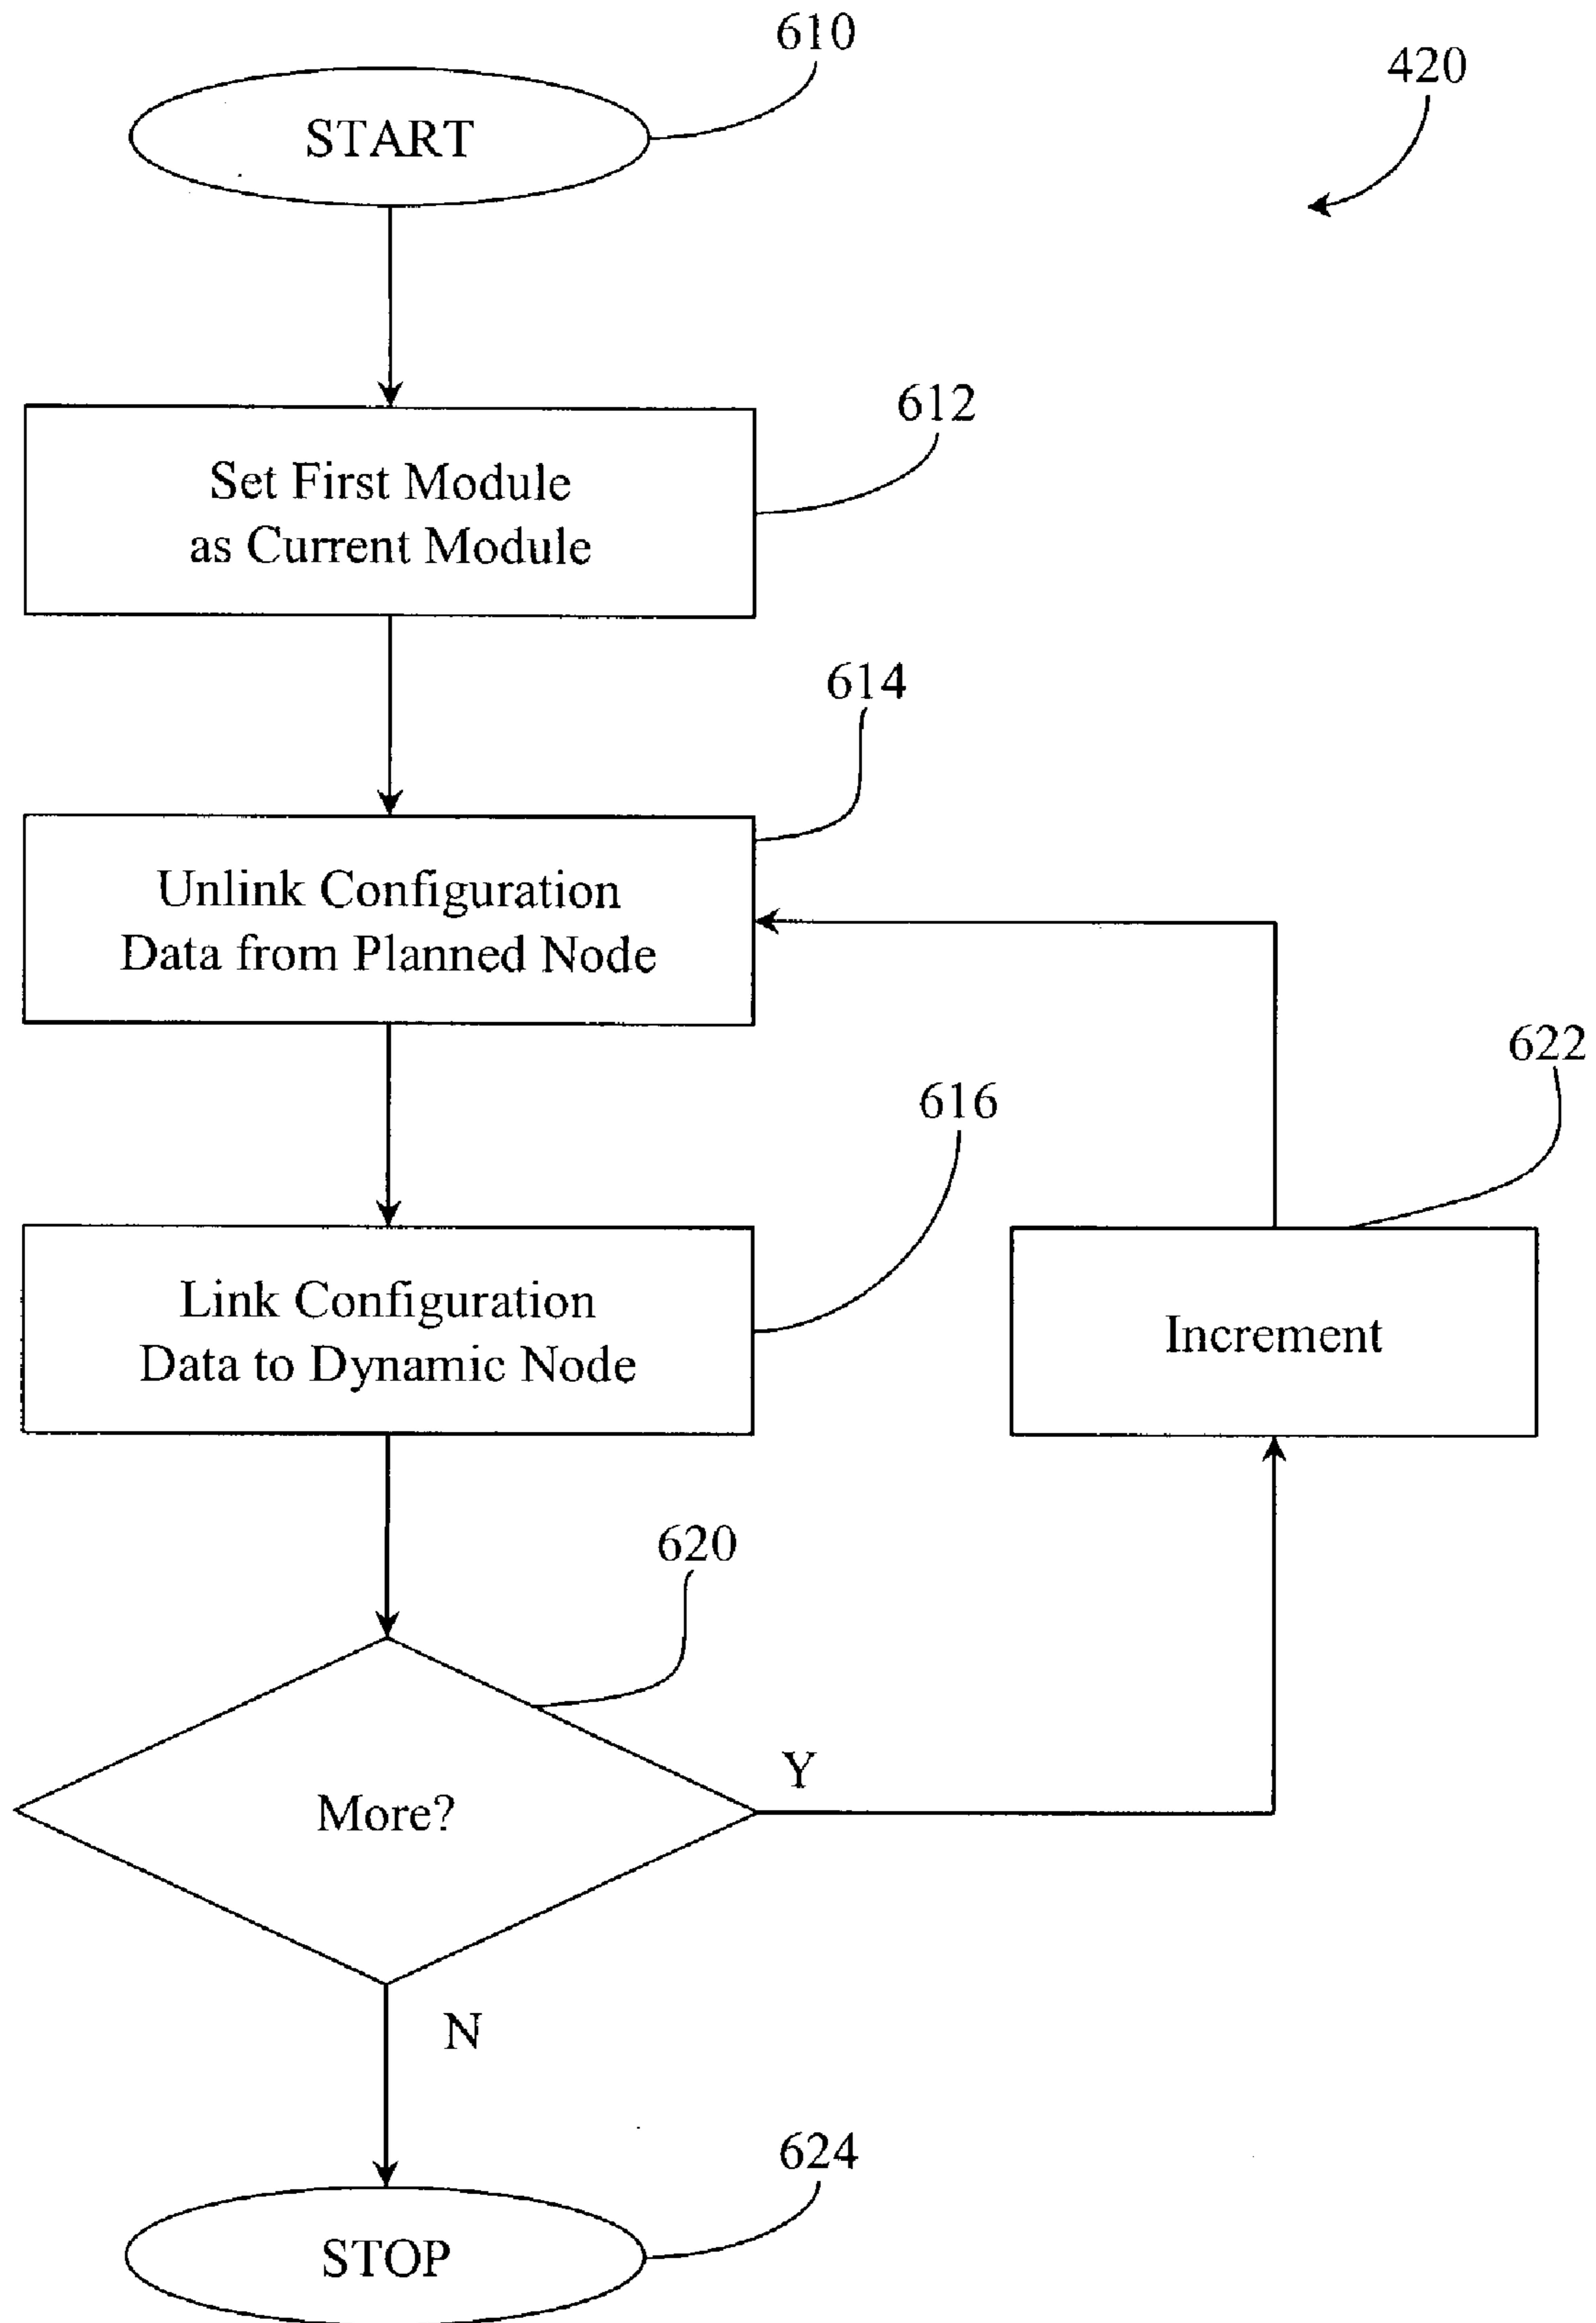 610
420
START
612
Set First Module
as Current Module
614
Unlink Configuration
Data from Planned Node
622
616
Link Configuration
Data to Dynamic Node
Increment
620
Y
More?
N
624
STOP